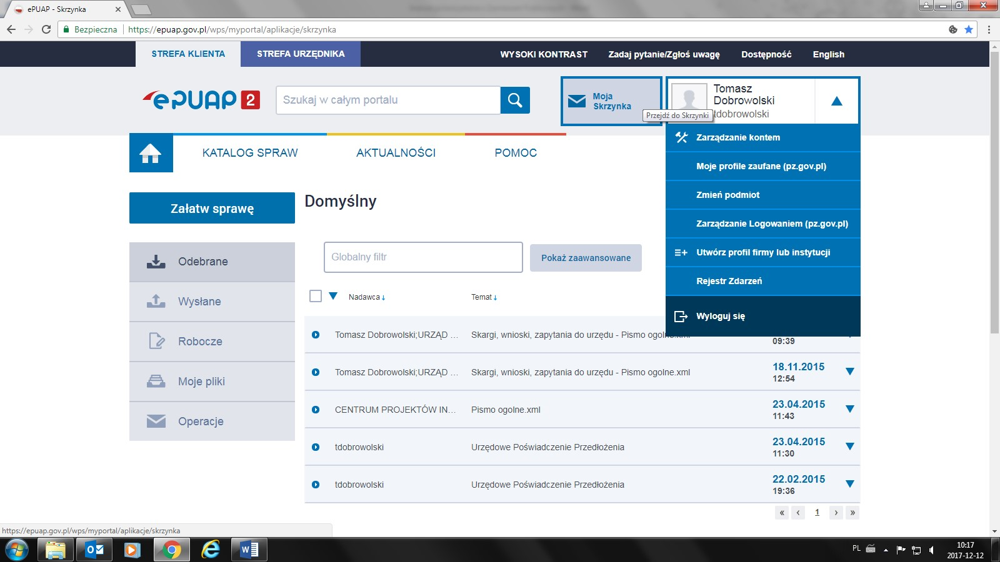 ePUAP - Skrzynka
Bezpieczna https://epuap.gov.pl/wps/myportal/aplikacje/skrzynka
STREFA KLIENTA STREFA URZĘDNIKA WYSOKI KONTRAST Zadaj pytanie/Zgłoś uwagę Dostępność English
ePUAP 2
Szukaj w całym portalu
Moja
Skrzynka
Przejdź do Skrzynki
Tomasz
Dobrowolski
tdobrowolski
Zarządzanie kontem
Moje profile zaufane (pz.gov.pl)
Zmień podmiot
Zarządzanie Logowaniem (pz.gov.pl)
Utwórz profil firmy lub instytucji
Rejestr Zdarzeń
Wyloguj się
KATALOG SPRAW AKTUALNOŚCI POMOC
Załatw sprawę
Odebrane
Wysłane
Robocze
Moje pliki
Operacje
Domyślny
Globalny filtr Pokaż zaawansowane
Nadawca↓ Temat↓
Tomasz Dobrowolski;URZĄD ... Skargi, wnioski, zapytania do urzędu - Pismo ogolne.xml
09:39
Tomasz Dobrowolski;URZĄD ... Skargi, wnioski, zapytania do urzędu - Pismo ogolne.xml 18.11.2015
12:54
CENTRUM PROJEKTÓW IN... Pismo ogolne.xml 23.04.2015
11:43
tdobrowolski Urzędowe Poświadczenie Przedłożenia 23.04.2015
11:30
tdobrowolski Urzędowe Poświadczenie Przedłożenia 22.02.2015
19:36
« ‹ 1 › »
https://epuap.gov.pl/wps/myportal/aplikacje/skrzynka
PL 10:17
2017-12-12